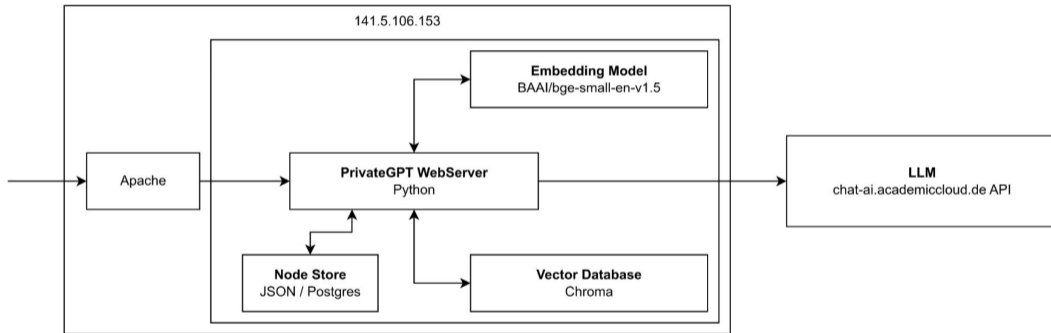 141.5.106.153
Embedding Model
BAAI/bge-small-en-v1.5
Apache
PrivateGPT WebServer
Python
LLM
chat-ai.academiccloud.de API
Node Store
JSON / Postgres
Vector Database
Chroma